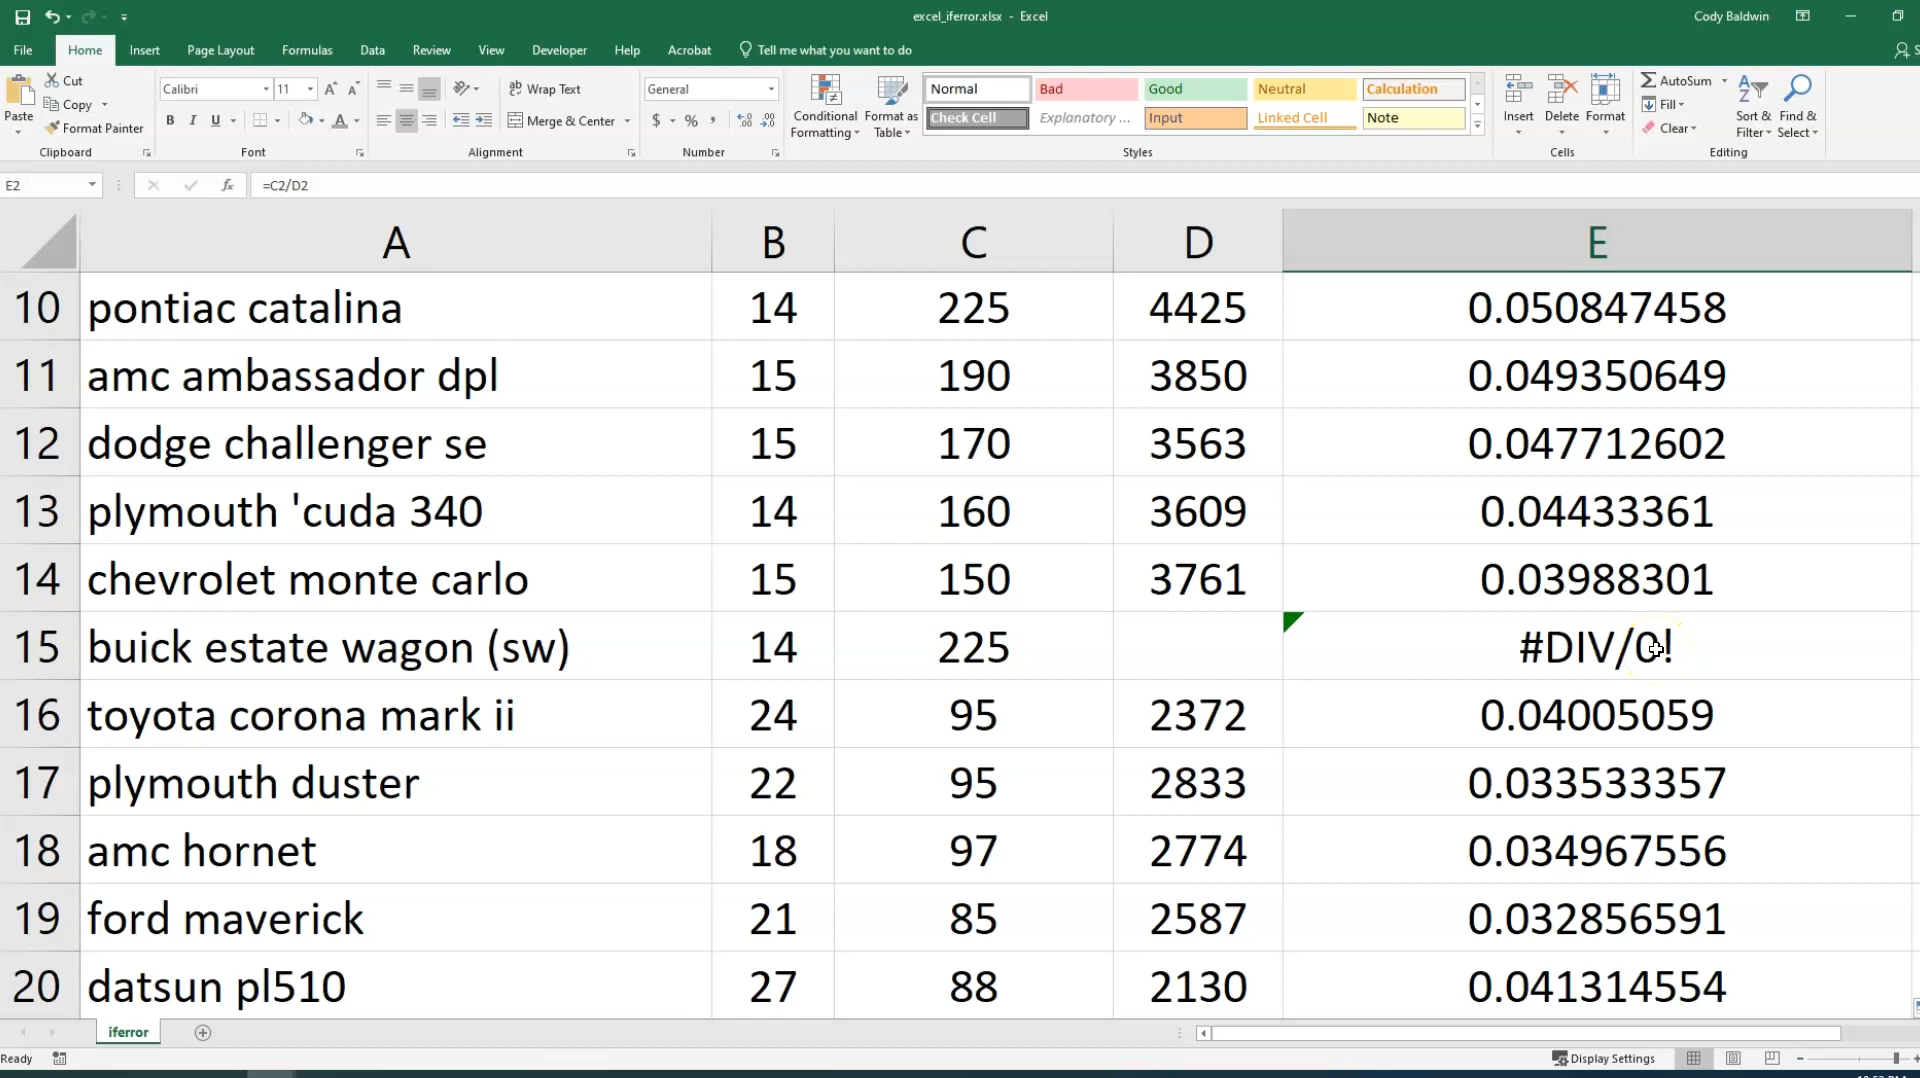 excel_iferror.xlsx - Excel
Cody Baldwin
File Home Insert Page Layout Formulas Data Review View Developer Help Acrobat Tell me what you want to do
Paste
Cut
Copy
Format Painter
Clipboard
Calibri 11
Font
Wrap Text
Merge & Center
Alignment
General
$ % ,
Number
Conditional
Formatting
Format as
Table
Normal Bad Good Neutral Calculation
Check Cell Explanatory ... Input Linked Cell Note
Styles
Insert Delete Format
Cells
AutoSum
Fill
Clear
Sort &
Filter
Find &
Select
Editing
E2 fx =C2/D2
A B C D E
10 pontiac catalina 14 225 4425 0.050847458
11 amc ambassador dpl 15 190 3850 0.049350649
12 dodge challenger se 15 170 3563 0.047712602
13 plymouth 'cuda 340 14 160 3609 0.04433361
14 chevrolet monte carlo 15 150 3761 0.03988301
15 buick estate wagon (sw) 14 225 #DIV/0!
16 toyota corona mark ii 24 95 2372 0.04005059
17 plymouth duster 22 95 2833 0.033533357
18 amc hornet 18 97 2774 0.034967556
19 ford maverick 21 85 2587 0.032856591
20 datsun pl510 27 88 2130 0.041314554
iferror
Ready
Display Settings